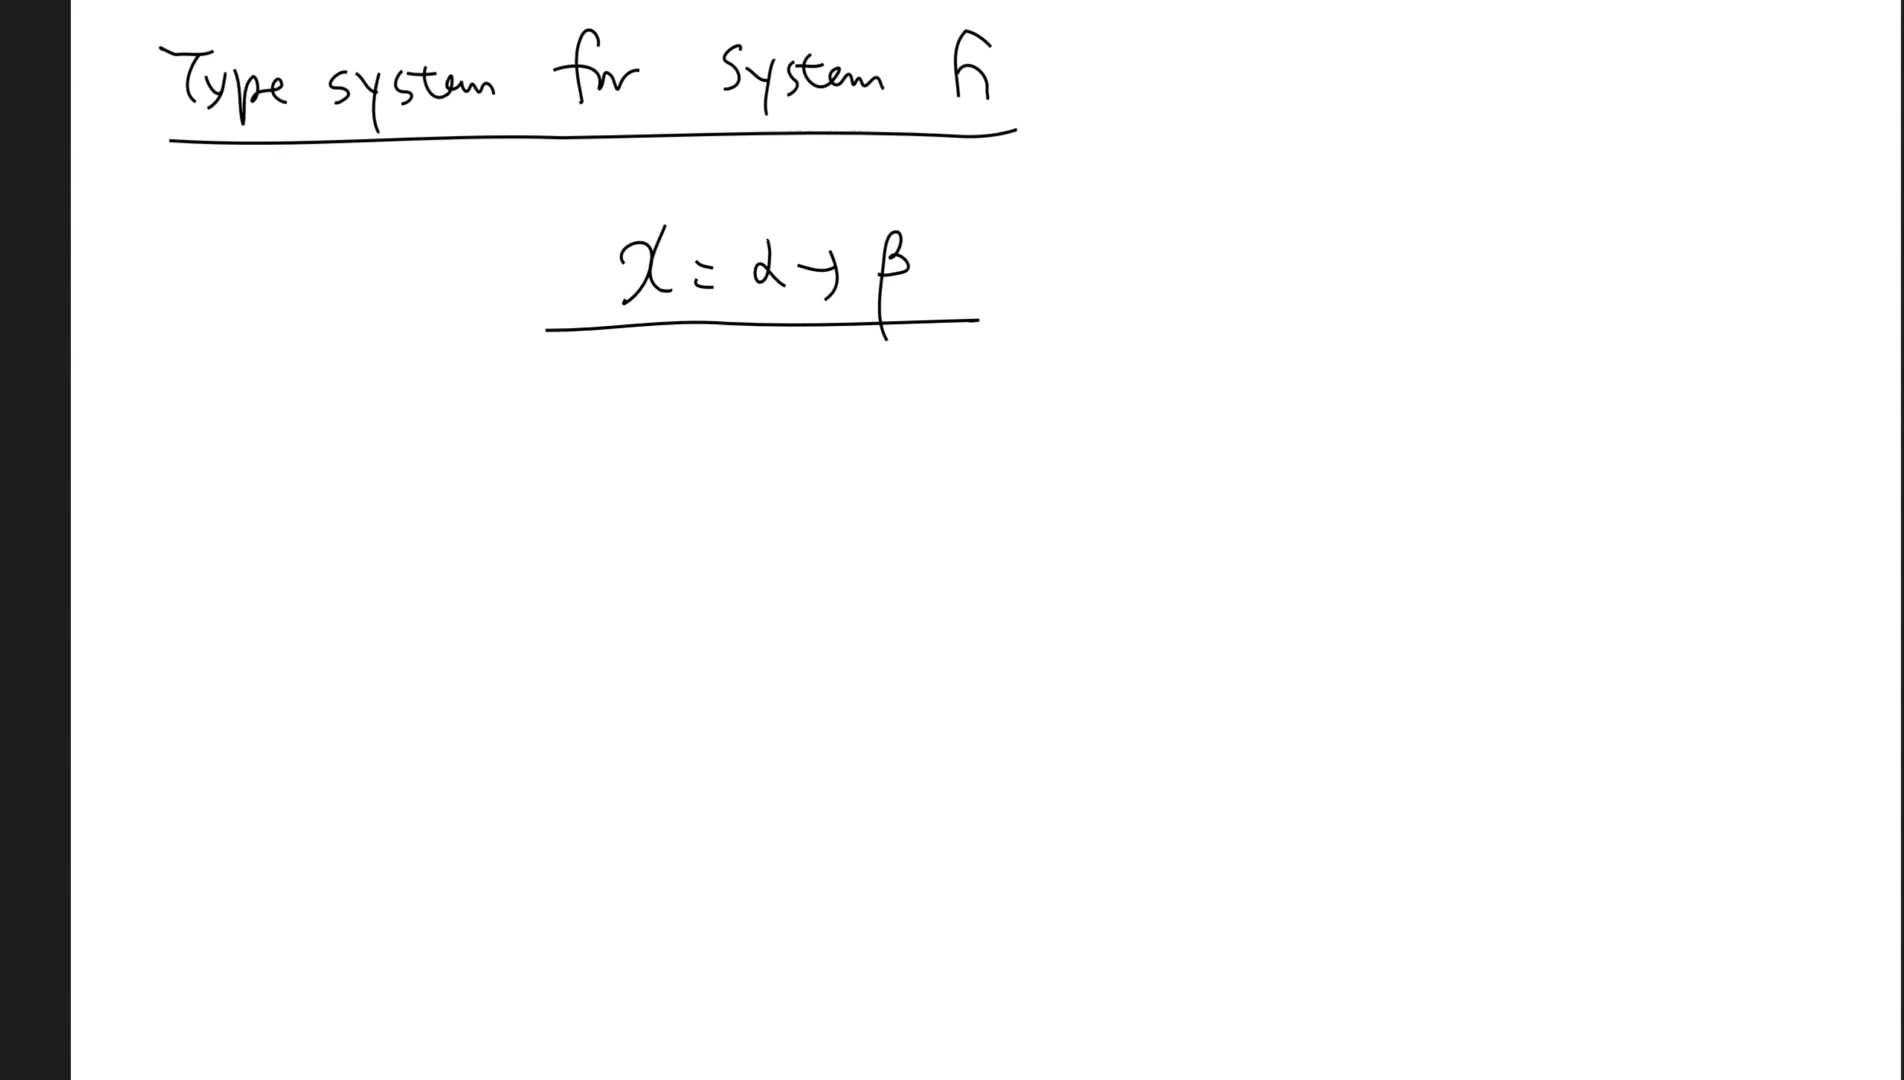 Type system for System F
x = α → β